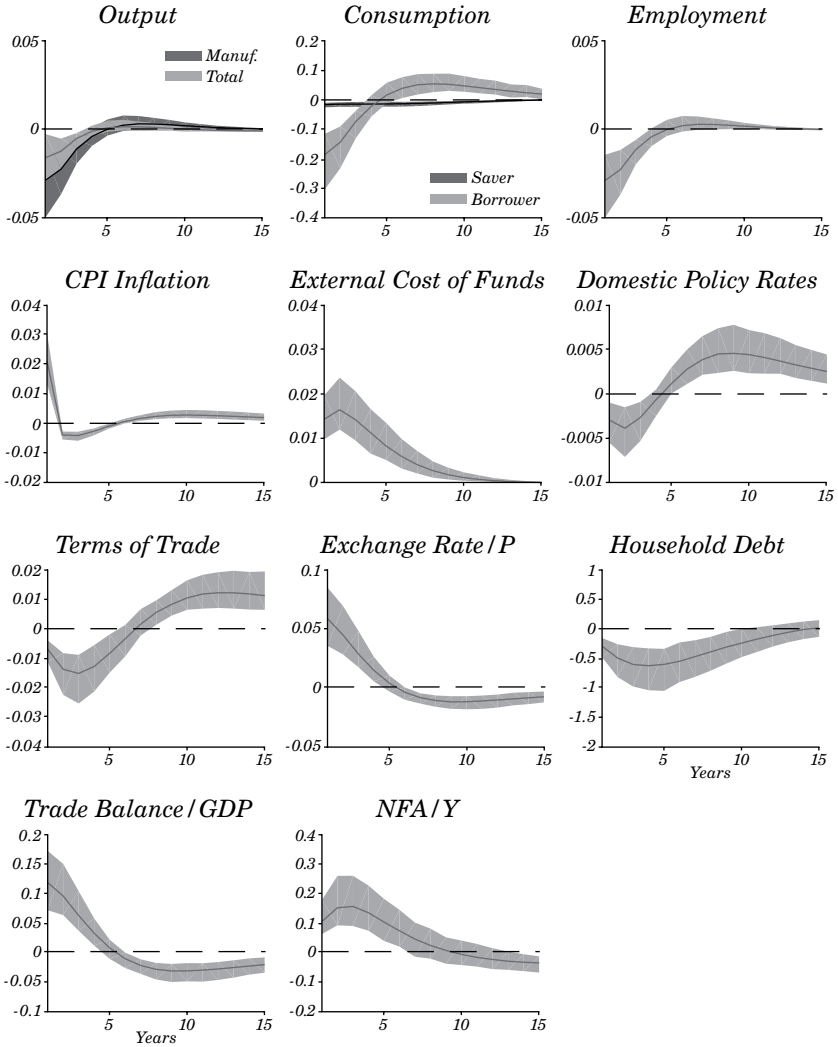 Output Consumption Employment
0.05 0.2 0.05
Manuf.
Total
0.1
0 0 0
-0.1
-0.2
Saver
-0.3
Borrower
-0.05 -0.4 -0.05
5 10 15 5 10 15 5 10 15
CPI Inflation External Cost of Funds Domestic Policy Rates
0.04 0.04 0.01
0.03
0.03 0.005
0.02
0.01 0.02 0
0
0.01 -0.005
-0.01
-0.02 0 -0.01
5 10 15 5 10 15 5 10 15
Terms of Trade Exchange Rate/P Household Debt
0.02 0.1 1
0.01 0.5
0 0.05 0
-0.01 -0.5
-0.02 0 -1
-0.03 -1.5
-0.04 -0.05 -2
5 10 15 5 10 15 5 10 15
Years
Trade Balance/GDP NFA/Y
0.2 0.4
0.15 0.3
0.1 0.2
0.05 0.1
0 0
-0.05 -0.1
-0.1 -0.2
5 10 15 5 10 15
Years